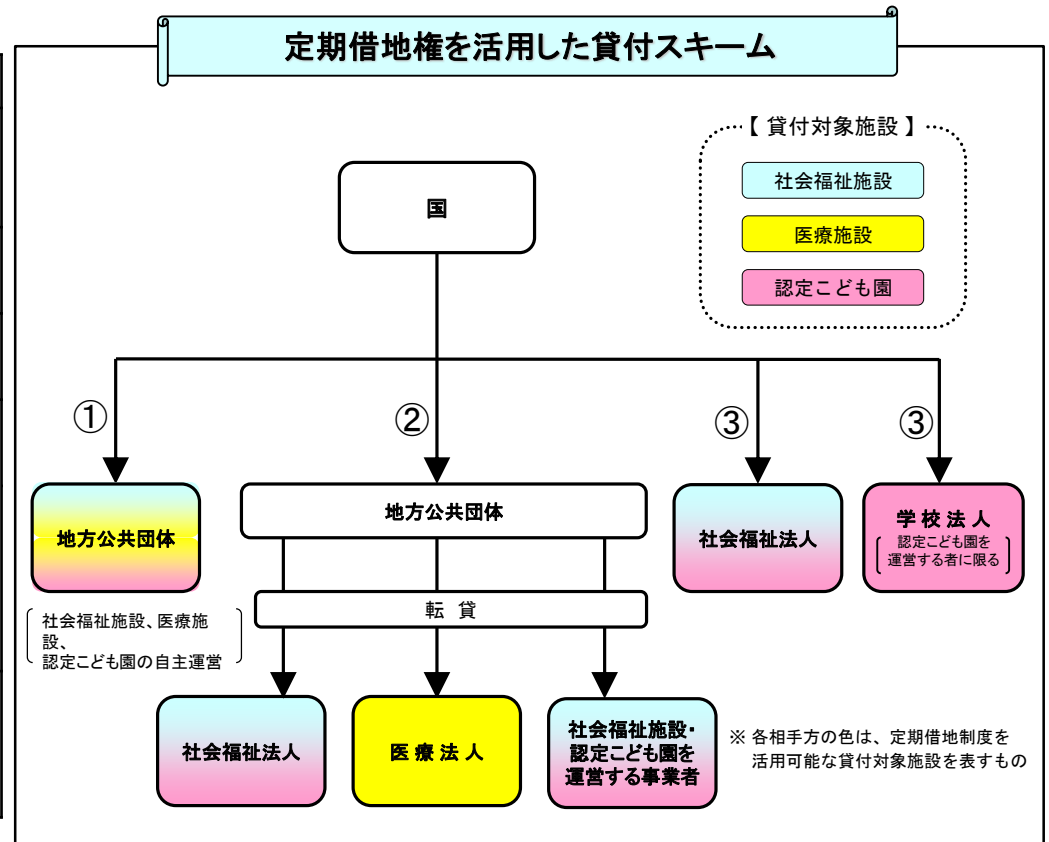 定期借地権を活用した貸付スキーム
【 貸付対象施設 】
社会福祉施設
医療施設
認定こども園
国
①
②
③
③
地方公共団体
社会福祉施設、医療施
設、
認定こども園の自主運営
地方公共団体
社会福祉法人
学校法人
認定こども園を
運営する者に限る
転 貸
社会福祉法人
医療法人
社会福祉施設・
認定こども園を
運営する事業者
※ 各相手方の色は、定期借地制度を
活用可能な貸付対象施設を表すもの